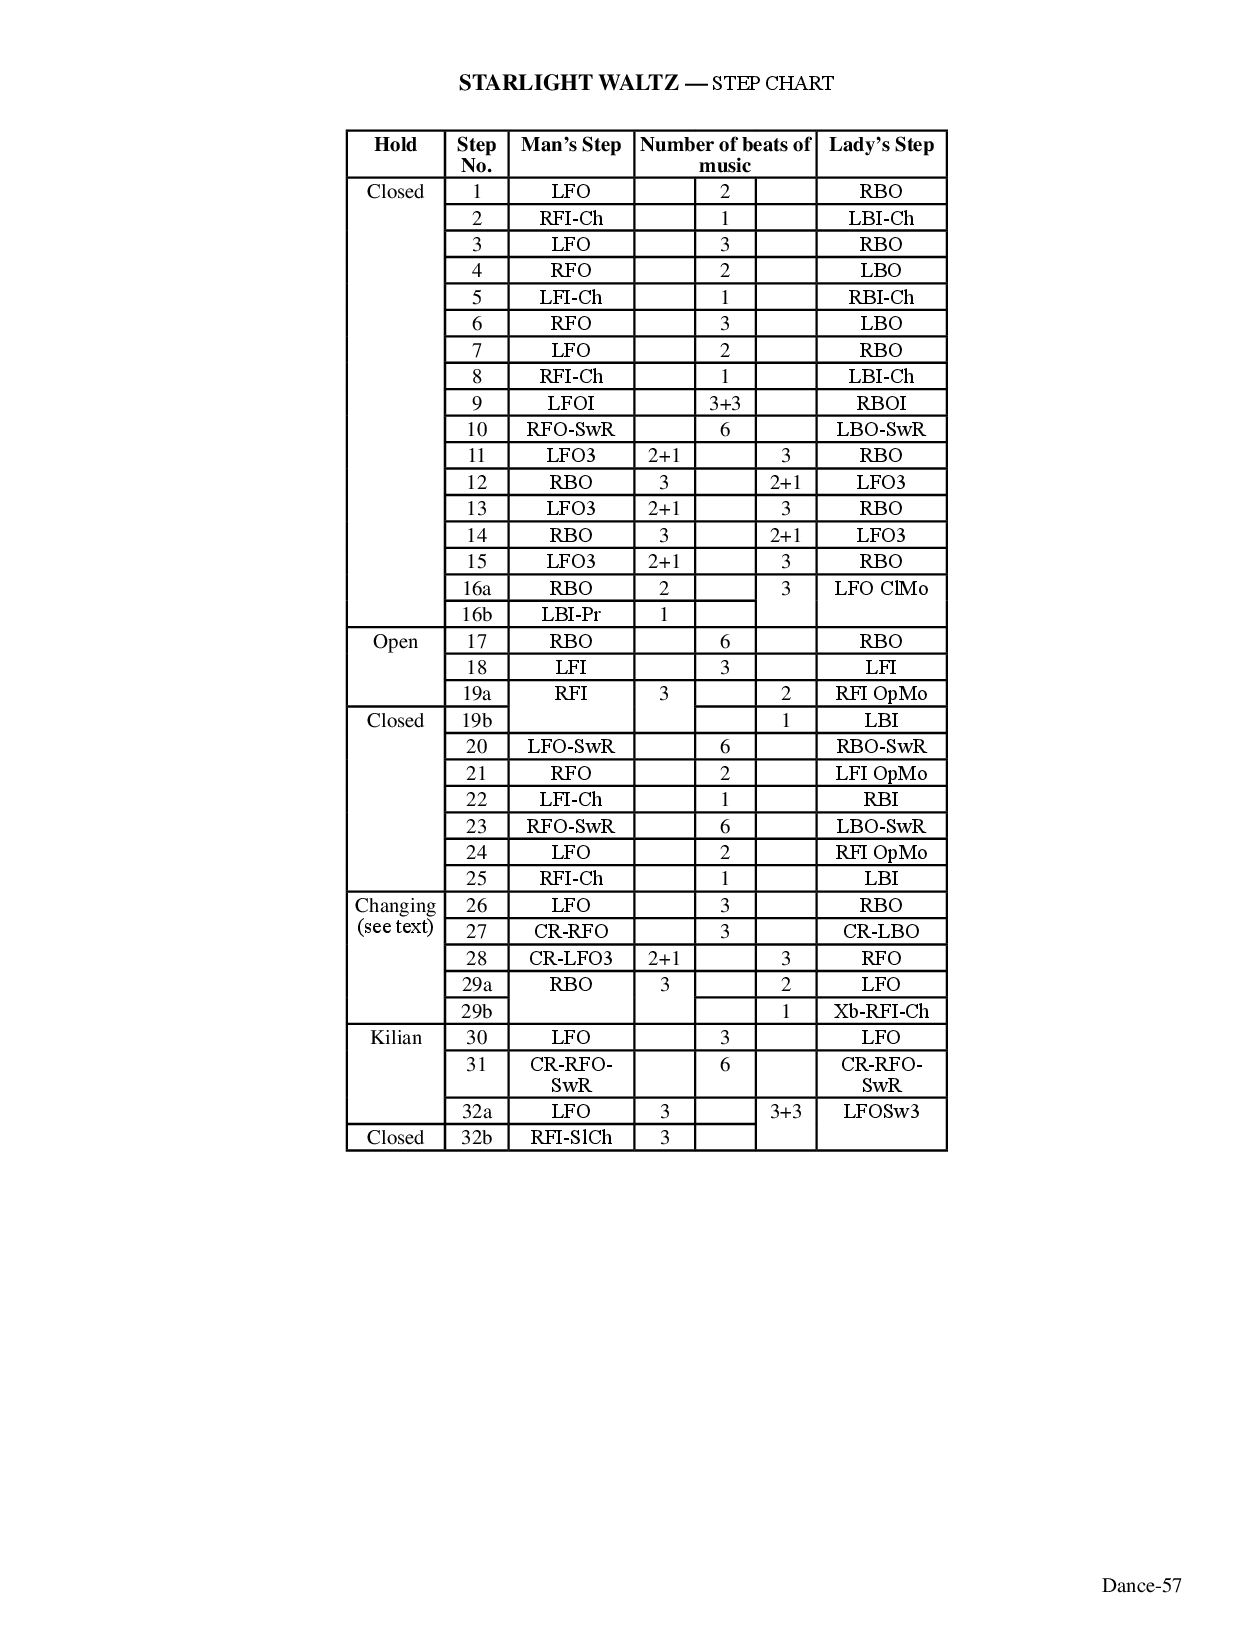 STARLIGHT WALTZ — STEP CHART
Hold Step No. Man's Step Number of beats of music Lady's Step
Closed 1 LFO 2 RBO
2 RFI-Ch 1 LBI-Ch
3 LFO 3 RBO
4 RFO 2 LBO
5 LFI-Ch 1 RBI-Ch
6 RFO 3 LBO
7 LFO 2 RBO
8 RFI-Ch 1 LBI-Ch
9 LFOI 3+3 RBOI
10 RFO-SwR 6 LBO-SwR
11 LFO3 2+1 3 RBO
12 RBO 3 2+1 LFO3
13 LFO3 2+1 3 RBO
14 RBO 3 2+1 LFO3
15 LFO3 2+1 3 RBO
16a RBO 2 3 LFO ClMo
16b LBI-Pr 1
Open 17 RBO 6 RBO
18 LFI 3 LFI
19a RFI 3 2 RFI OpMo
Closed 19b 1 LBI
20 LFO-SwR 6 RBO-SwR
21 RFO 2 LFI OpMo
22 LFI-Ch 1 RBI
23 RFO-SwR 6 LBO-SwR
24 LFO 2 RFI OpMo
25 RFI-Ch 1 LBI
Changing 26 LFO 3 RBO
(see text) 27 CR-RFO 3 CR-LBO
28 CR-LFO3 2+1 3 RFO
29a RBO 3 2 LFO
29b 1 Xb-RFI-Ch
Kilian 30 LFO 3 LFO
31 CR-RFO- 6 CR-RFO-
SwR SwR
32a LFO 3 3+3 LFOSw3
Closed 32b RFI-SlCh 3
Dance-57